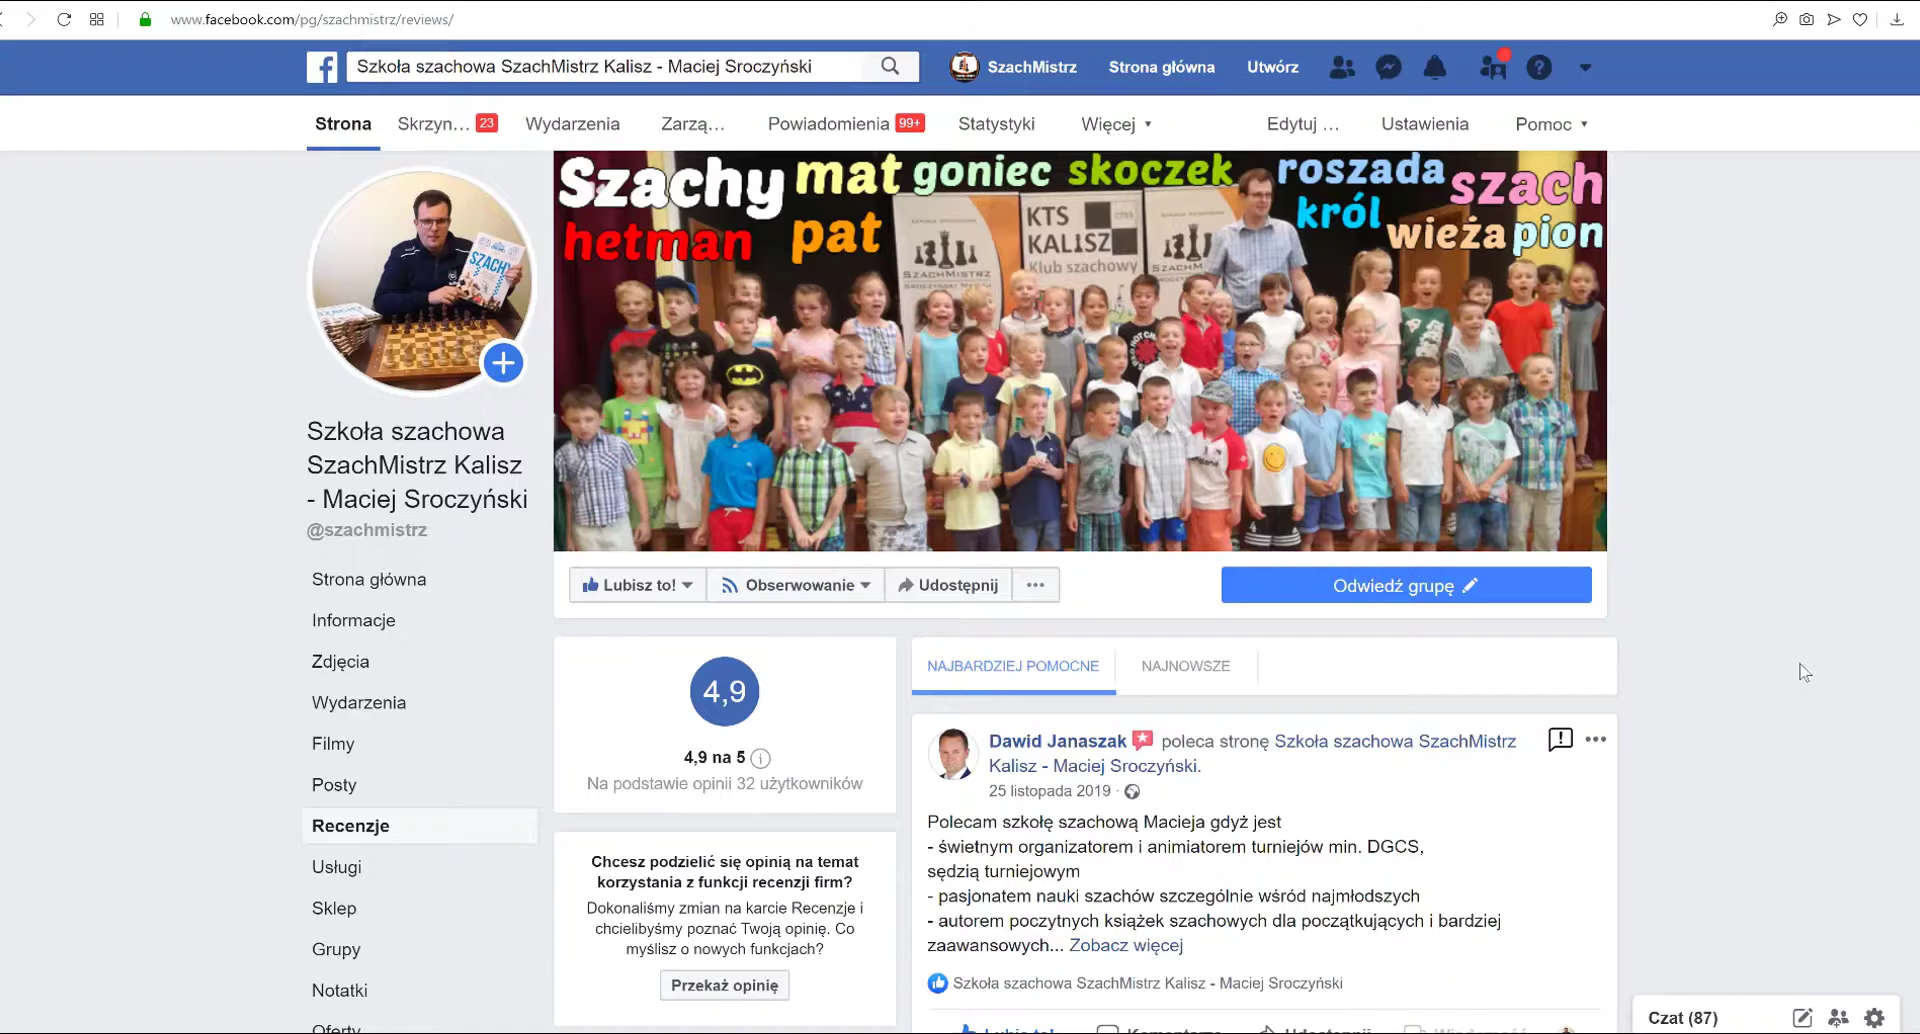 www.facebook.com/pg/szachmistrz/reviews/
Szkoła szachowa SzachMistrz Kalisz - Maciej Sroczyński
SzachMistrz
Strona główna
Utwórz
Strona
Skrzyn… 23
Wydarzenia
Zarzą…
Powiadomienia 99+
Statystyki
Więcej
Edytuj …
Ustawienia
Pomoc
Szachy mat goniec skoczek roszada szach
hetman pat król wieża pion
SZACHMISTRZ
KTS
KALISZ
Klub szachowy
SZACHY
Szkoła szachowa
SzachMistrz Kalisz
- Maciej Sroczyński
@szachmistrz
Strona główna
Informacje
Zdjęcia
Wydarzenia
Filmy
Posty
Recenzje
Usługi
Sklep
Grupy
Notatki
Oferty
Lubisz to!
Obserwowanie
Udostępnij
Odwiedź grupę
4,9
4,9 na 5
Na podstawie opinii 32 użytkowników
Chcesz podzielić się opinią na temat
korzystania z funkcji recenzji firm?
Dokonaliśmy zmian na karcie Recenzje i
chcielibyśmy poznać Twoją opinię. Co
myślisz o nowych funkcjach?
Przekaż opinię
NAJBARDZIEJ POMOCNE
NAJNOWSZE
Dawid Janaszak poleca stronę Szkoła szachowa SzachMistrz
Kalisz - Maciej Sroczyński.
25 listopada 2019 ·
Polecam szkołę szachową Macieja gdyż jest
- świetnym organizatorem i animiatorem turniejów min. DGCS,
sędzią turniejowym
- pasjonatem nauki szachów szczególnie wśród najmłodszych
- autorem poczytnych książek szachowych dla początkujących i bardziej
zaawansowych... Zobacz więcej
Szkoła szachowa SzachMistrz Kalisz - Maciej Sroczyński
Lubię to!
Komentarze
Udostępnij
Wiadomość
Czat (87)